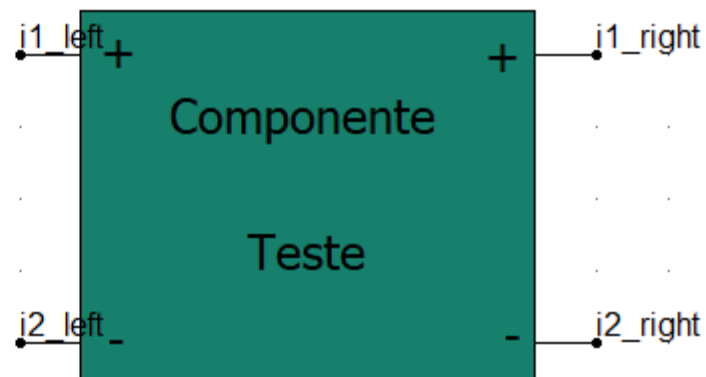 i1_left + + i1_right
Componente
Teste
i2_left - - i2_right